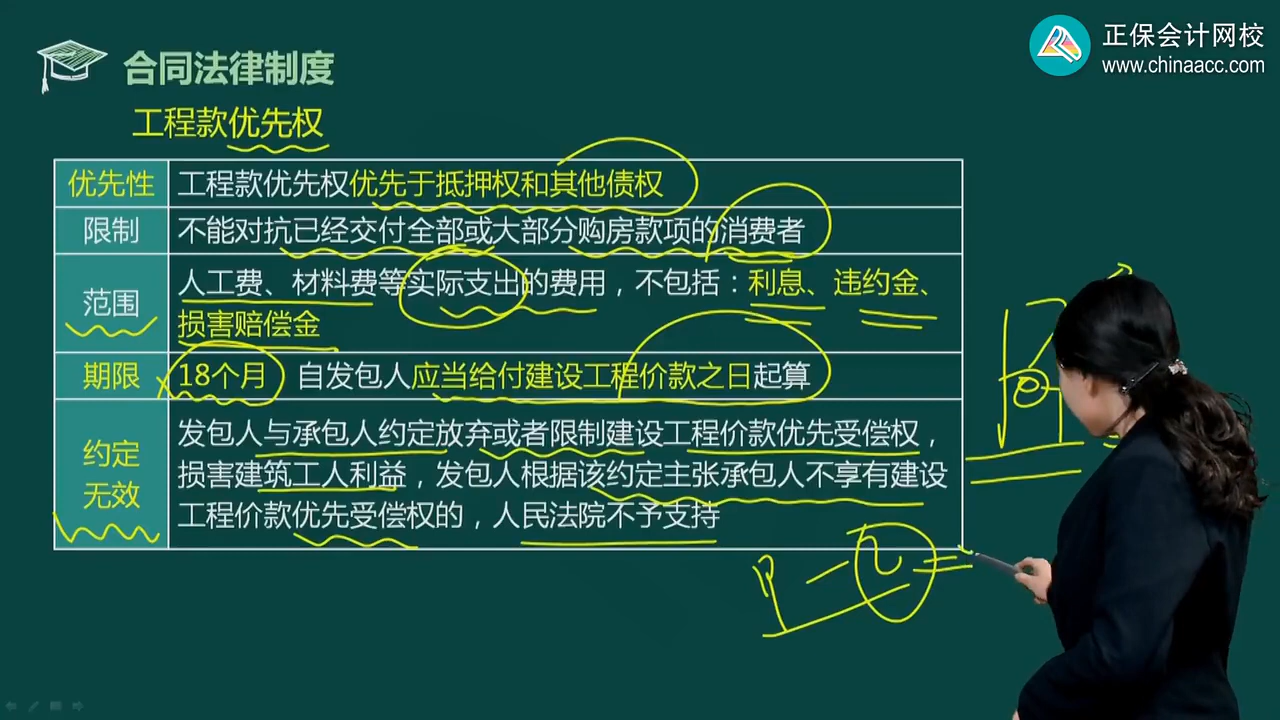 正保会计网校
www.chinaacc.com
合同法律制度
工程款优先权
优先性
工程款优先权优先于抵押权和其他债权
限制
不能对抗已经交付全部或大部分购房款项的消费者
范围
人工费、材料费等实际支出的费用，不包括：利息、违约金、
损害赔偿金
期限
18个月 自发包人应当给付建设工程价款之日起算
约定
无效
发包人与承包人约定放弃或者限制建设工程价款优先受偿权，
损害建筑工人利益，发包人根据该约定主张承包人不享有建设
工程价款优先受偿权的，人民法院不予支持